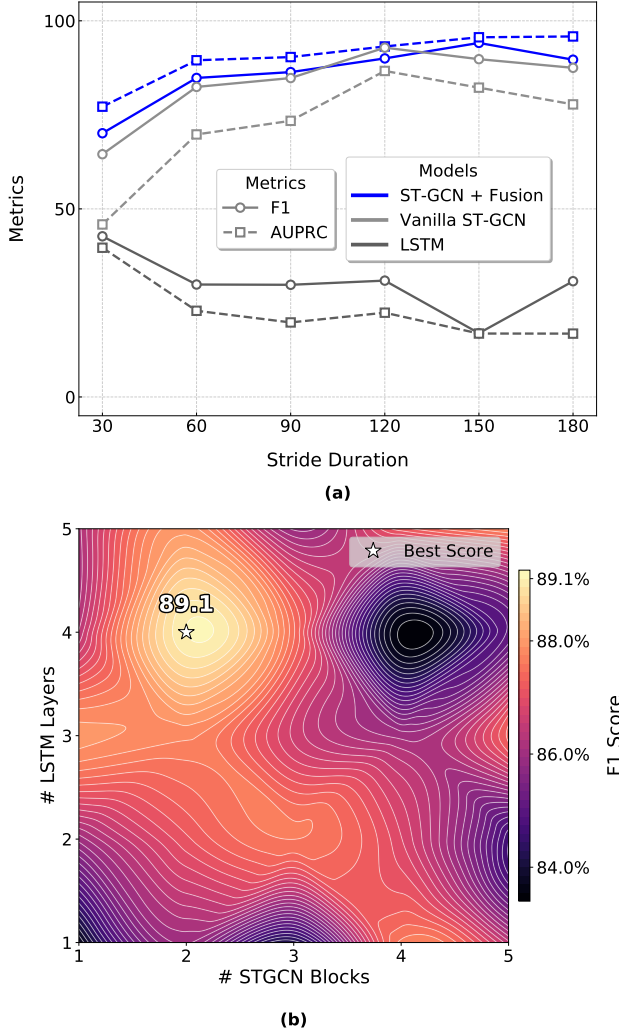 100
50
0
Metrics
Metrics
F1
AUPRC
Models
ST-GCN + Fusion
Vanilla ST-GCN
LSTM
30 60 90 120 150 180
Stride Duration
(a)
5
4
3
2
1
# LSTM Layers
89.1
Best Score
1 2 3 4 5
# STGCN Blocks
89.1%
88.0%
86.0%
84.0%
F1 Score
(b)